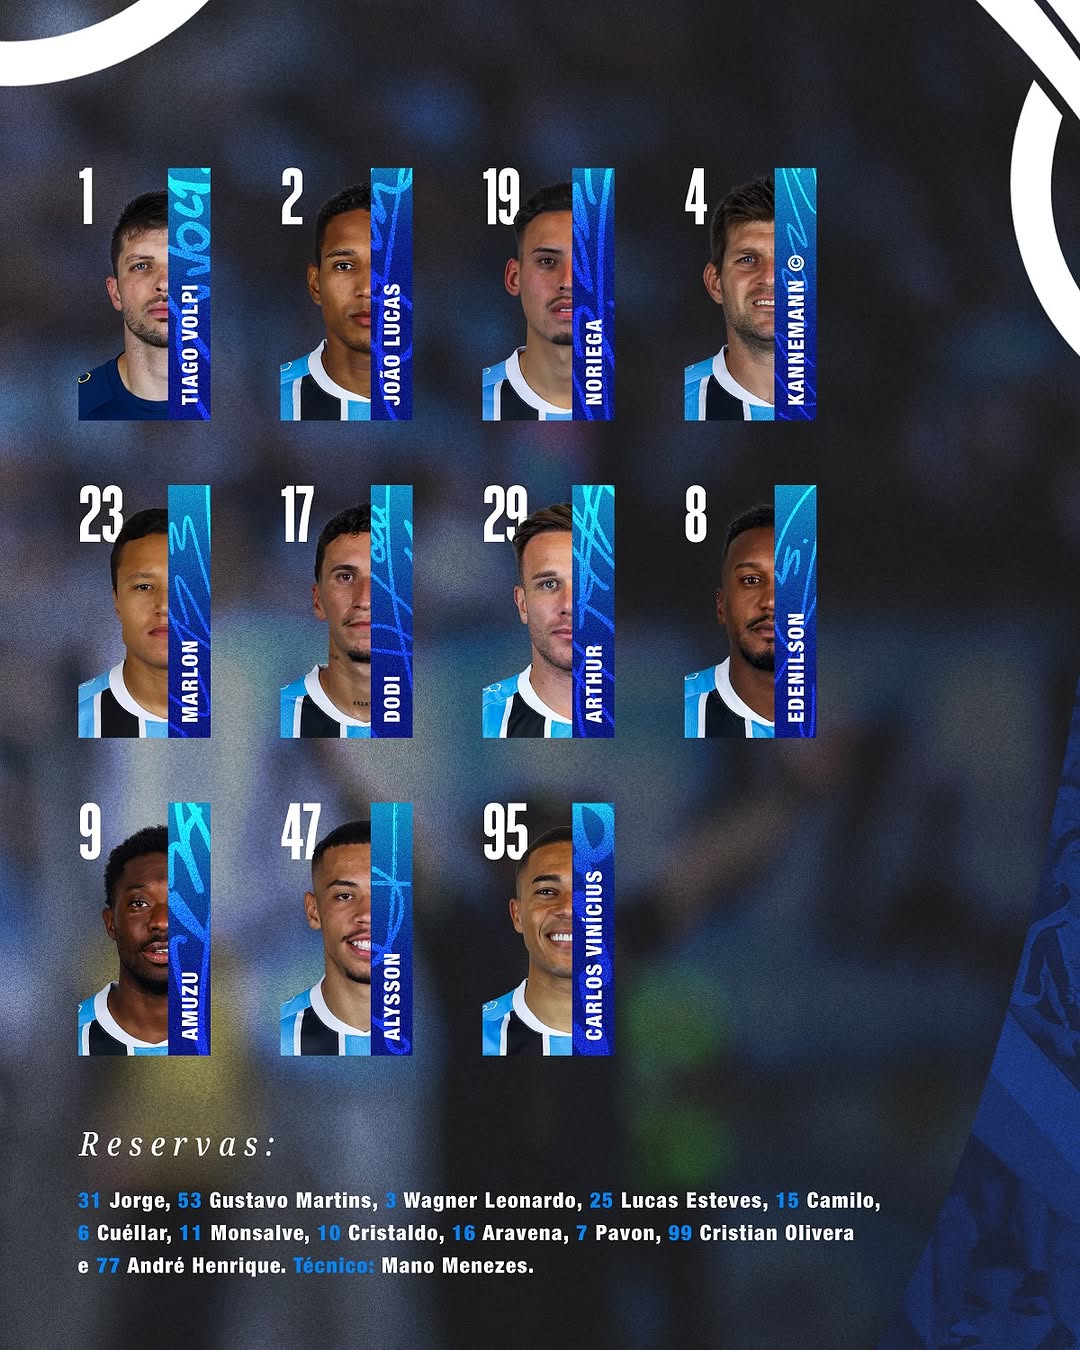 1
TIAGO VOLPI
2
JOÃO LUCAS
19
NORIEGA
4
KANNEMANN ©
23
MARLON
17
DODI
29
ARTHUR
8
EDENILSON
9
AMUZU
47
ALYSSON
95
CARLOS VINÍCIUS
Reservas:
31 Jorge, 53 Gustavo Martins, 3 Wagner Leonardo, 25 Lucas Esteves, 15 Camilo,
6 Cuéllar, 11 Monsalve, 10 Cristaldo, 16 Aravena, 7 Pavon, 99 Cristian Olivera
e 77 André Henrique. Técnico: Mano Menezes.